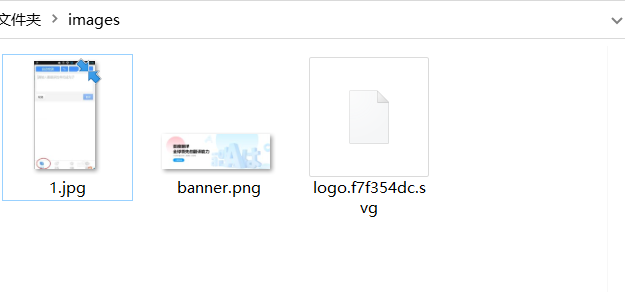 文件夹 > images
1.jpg
banner.png
logo.f7f354dc.s
vg